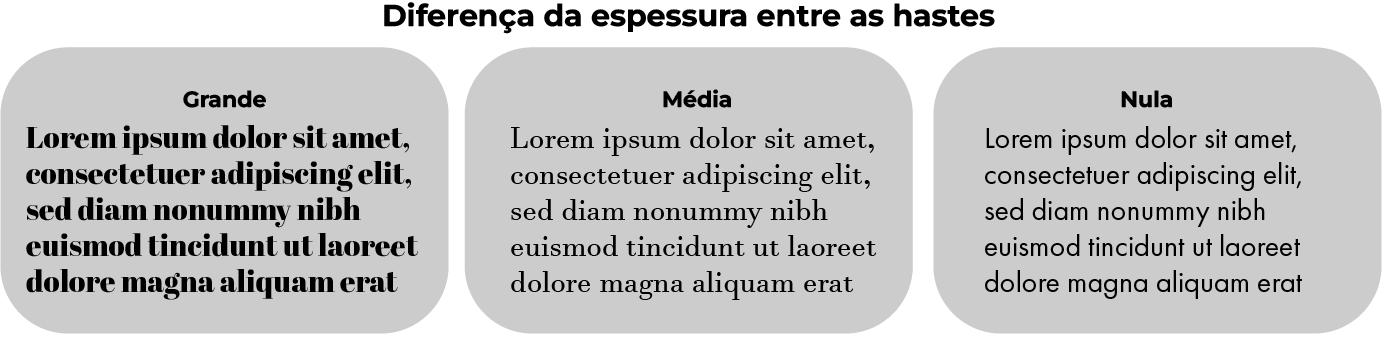 Diferença da espessura entre as hastes
Grande
Lorem ipsum dolor sit amet,
consectetuer adipiscing elit,
sed diam nonummy nibh
euismod tincidunt ut laoreet
dolore magna aliquam erat
Média
Lorem ipsum dolor sit amet,
consectetuer adipiscing elit,
sed diam nonummy nibh
euismod tincidunt ut laoreet
dolore magna aliquam erat
Nula
Lorem ipsum dolor sit amet,
consectetuer adipiscing elit,
sed diam nonummy nibh
euismod tincidunt ut laoreet
dolore magna aliquam erat